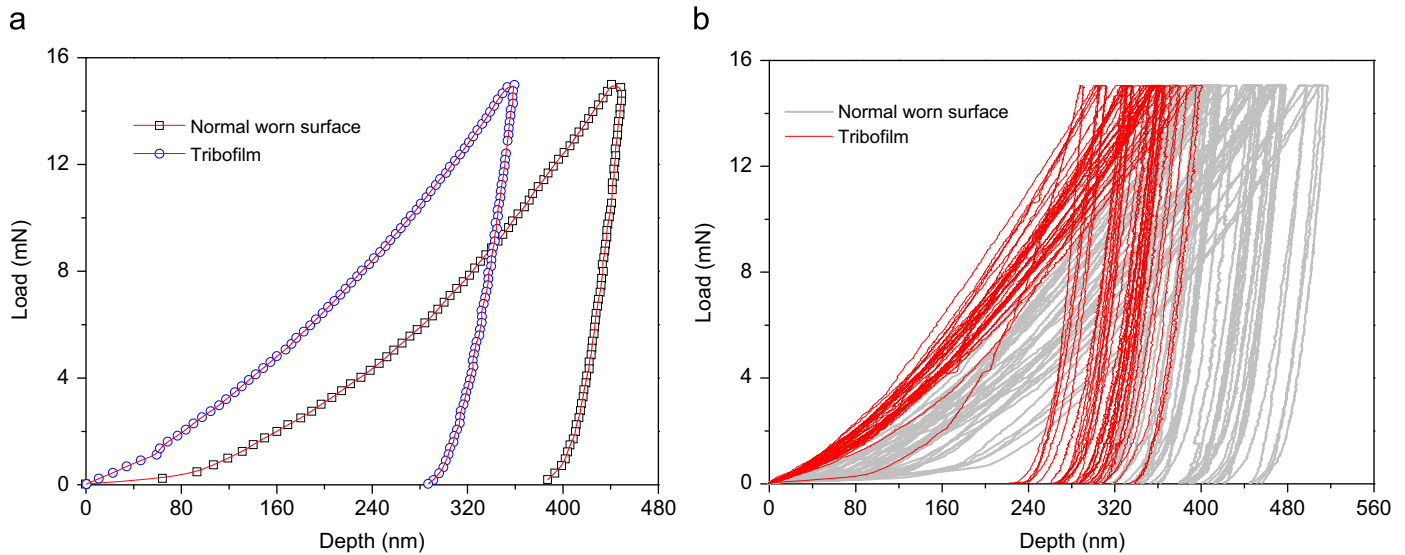 a
16
12
8
4
0
Load (mN)
Normal worn surface
Tribofilm
0 80 160 240 320 400 480
Depth (nm)
b
16
12
8
4
0
Load (mN)
Normal worn surface
Tribofilm
0 80 160 240 320 400 480 560
Depth (nm)